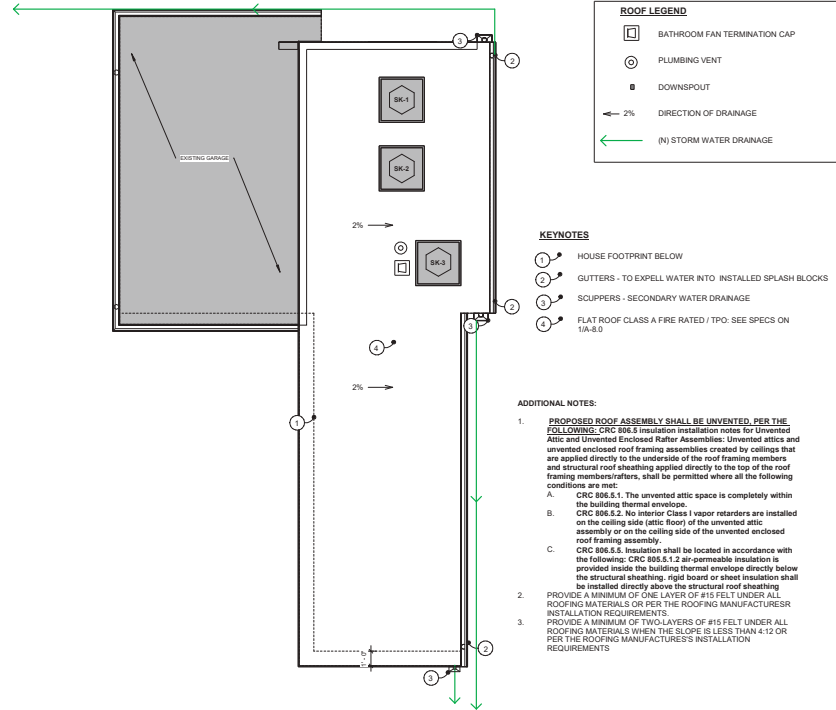 ROOF LEGEND
BATHROOM FAN TERMINATION CAP
PLUMBING VENT
DOWNSPOUT
2% DIRECTION OF DRAINAGE
(N) STORM WATER DRAINAGE
3
2
SK-1
SK-2
EXISTING GARAGE
2%
SK-3
2
3
4
2%
1
2
1'- 0"
3
KEYNOTES
1 HOUSE FOOTPRINT BELOW
2 GUTTERS - TO EXPELL WATER INTO INSTALLED SPLASH BLOCKS
3 SCUPPERS - SECONDARY WATER DRAINAGE
4 FLAT ROOF CLASS A FIRE RATED / TPO: SEE SPECS ON
1/A-8.0
ADDITIONAL NOTES:
1. PROPOSED ROOF ASSEMBLY SHALL BE UNVENTED, PER THE
FOLLOWING: CRC 806.5 insulation installation notes for Unvented
Attic and Unvented Enclosed Rafter Assemblies: Unvented attics and
unvented enclosed roof framing assemblies created by ceilings that
are applied directly to the underside of the roof framing members
and structural roof sheathing applied directly to the top of the roof
framing members/rafters, shall be permitted where all the following
conditions are met:
A. CRC 806.5.1. The unvented attic space is completely within
the building thermal envelope.
B. CRC 806.5.2. No interior Class I vapor retarders are installed
on the ceiling side (attic floor) of the unvented attic
assembly or on the ceiling side of the unvented enclosed
roof framing assembly.
C. CRC 806.5.5. Insulation shall be located in accordance with
the following: CRC 805.5.1.2 air-permeable insulation is
provided inside the building thermal envelope directly below
the structural sheathing. rigid board or sheet insulation shall
be installed directly above the structural roof sheathing
2. PROVIDE A MINIMUM OF ONE LAYER OF #15 FELT UNDER ALL
ROOFING MATERIALS OR PER THE ROOFING MANUFACTURESR
INSTALLATION REQUIREMENTS.
3. PROVIDE A MINIMUM OF TWO-LAYERS OF #15 FELT UNDER ALL
ROOFING MATERIALS WHEN THE SLOPE IS LESS THAN 4:12 OR
PER THE ROOFING MANUFACTURES'S INSTALLATION
REQUIREMENTS